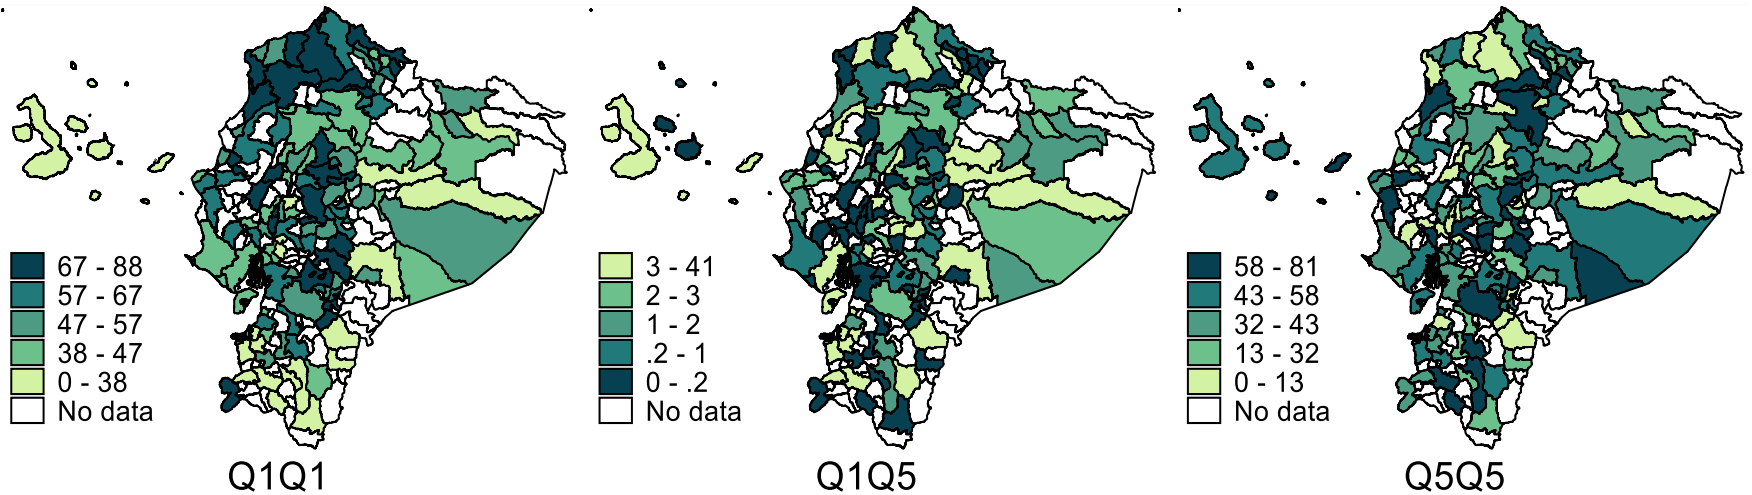 67 - 88
57 - 67
47 - 57
38 - 47
0 - 38
No data
Q1Q1
3 - 41
2 - 3
1 - 2
.2 - 1
0 - .2
No data
Q1Q5
58 - 81
43 - 58
32 - 43
13 - 32
0 - 13
No data
Q5Q5